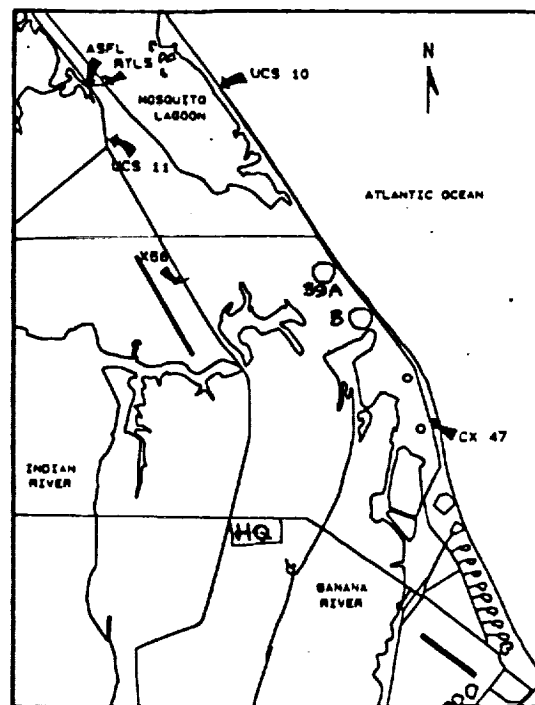 ASFL
RTLS
UCS 10
N
MOSQUITO
LAGOON
UCS 11
ATLANTIC OCEAN
X68
39A
B
CX 47
INDIAN
RIVER
HQ
BANANA
RIVER